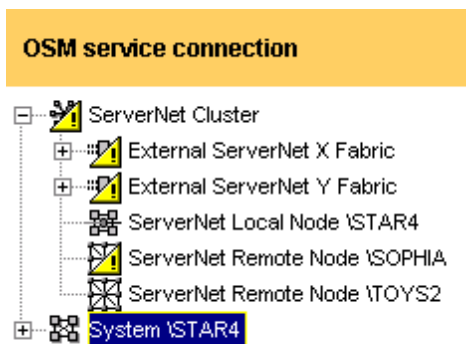 OSM service connection
ServerNet Cluster
External ServerNet X Fabric
External ServerNet Y Fabric
ServerNet Local Node \STAR4
ServerNet Remote Node \SOPHIA
ServerNet Remote Node \TOYS2
System \STAR4